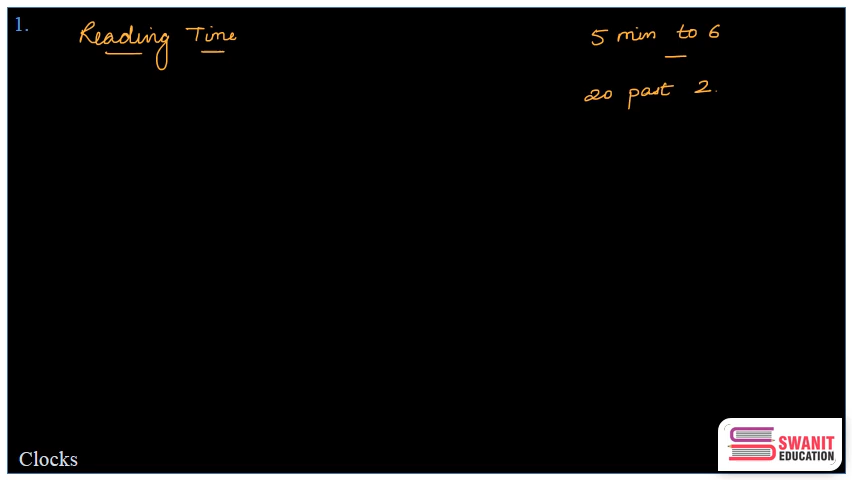 1.
Reading Time
5 min to 6
20 past 2.
Clocks
SWANIT
EDUCATION